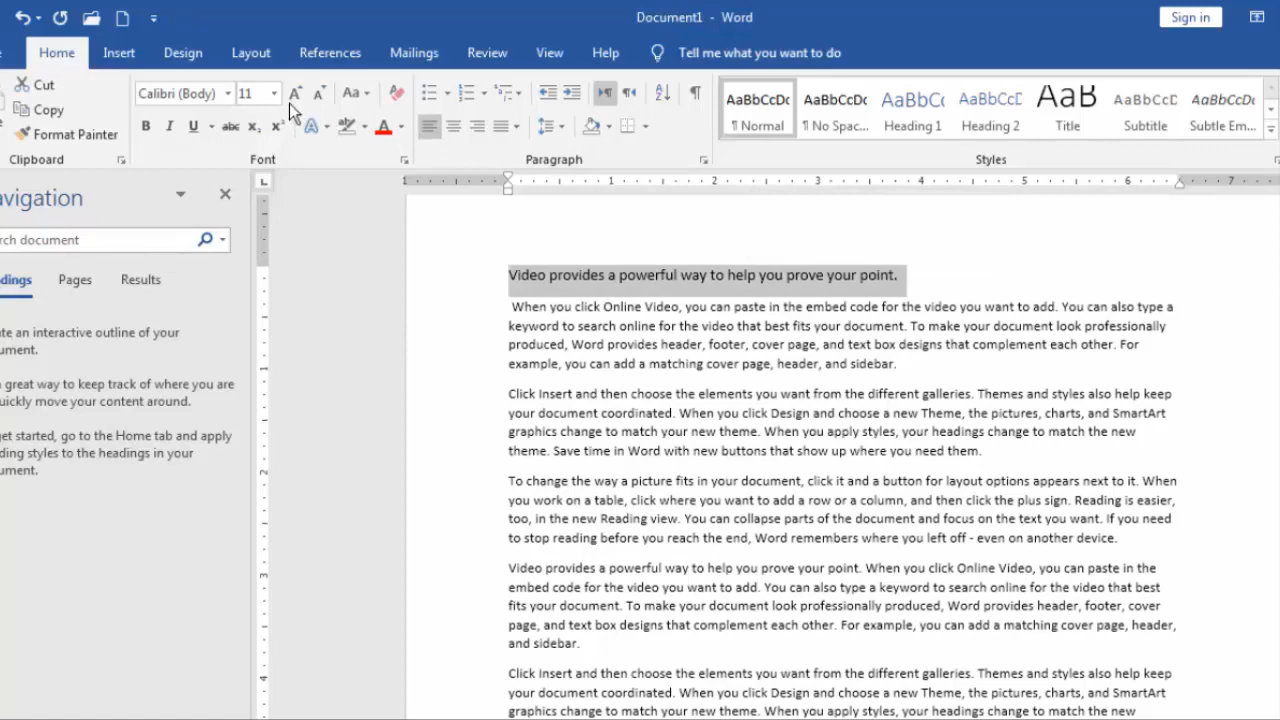 Document1 - Word
Sign in
Home Insert Design Layout References Mailings Review View Help Tell me what you want to do
Cut
Copy
Format Painter
Clipboard
Calibri (Body) 11
Font
Paragraph
AaBbCcDc AaBbCcDc AaBbCc AaBbCcD AaB AaBbCcD AaBbCcDc
¶ Normal ¶ No Spac... Heading 1 Heading 2 Title Subtitle Subtle Em...
Styles
1 1 2 3 4 5 6 7
avigation
rch document
dings Pages Results
ate an interactive outline of your
ument.
great way to keep track of where you are
uickly move your content around.
get started, go to the Home tab and apply
ding styles to the headings in your
ument.
1
2
3
4
Video provides a powerful way to help you prove your point.
When you click Online Video, you can paste in the embed code for the video you want to add. You can also type a
keyword to search online for the video that best fits your document. To make your document look professionally
produced, Word provides header, footer, cover page, and text box designs that complement each other. For
example, you can add a matching cover page, header, and sidebar.
Click Insert and then choose the elements you want from the different galleries. Themes and styles also help keep
your document coordinated. When you click Design and choose a new Theme, the pictures, charts, and SmartArt
graphics change to match your new theme. When you apply styles, your headings change to match the new
theme. Save time in Word with new buttons that show up where you need them.
To change the way a picture fits in your document, click it and a button for layout options appears next to it. When
you work on a table, click where you want to add a row or a column, and then click the plus sign. Reading is easier,
too, in the new Reading view. You can collapse parts of the document and focus on the text you want. If you need
to stop reading before you reach the end, Word remembers where you left off - even on another device.
Video provides a powerful way to help you prove your point. When you click Online Video, you can paste in the
embed code for the video you want to add. You can also type a keyword to search online for the video that best
fits your document. To make your document look professionally produced, Word provides header, footer, cover
page, and text box designs that complement each other. For example, you can add a matching cover page, header,
and sidebar.
Click Insert and then choose the elements you want from the different galleries. Themes and styles also help keep
your document coordinated. When you click Design and choose a new Theme, the pictures, charts, and SmartArt
graphics change to match your new theme. When you apply styles, your headings change to match the new